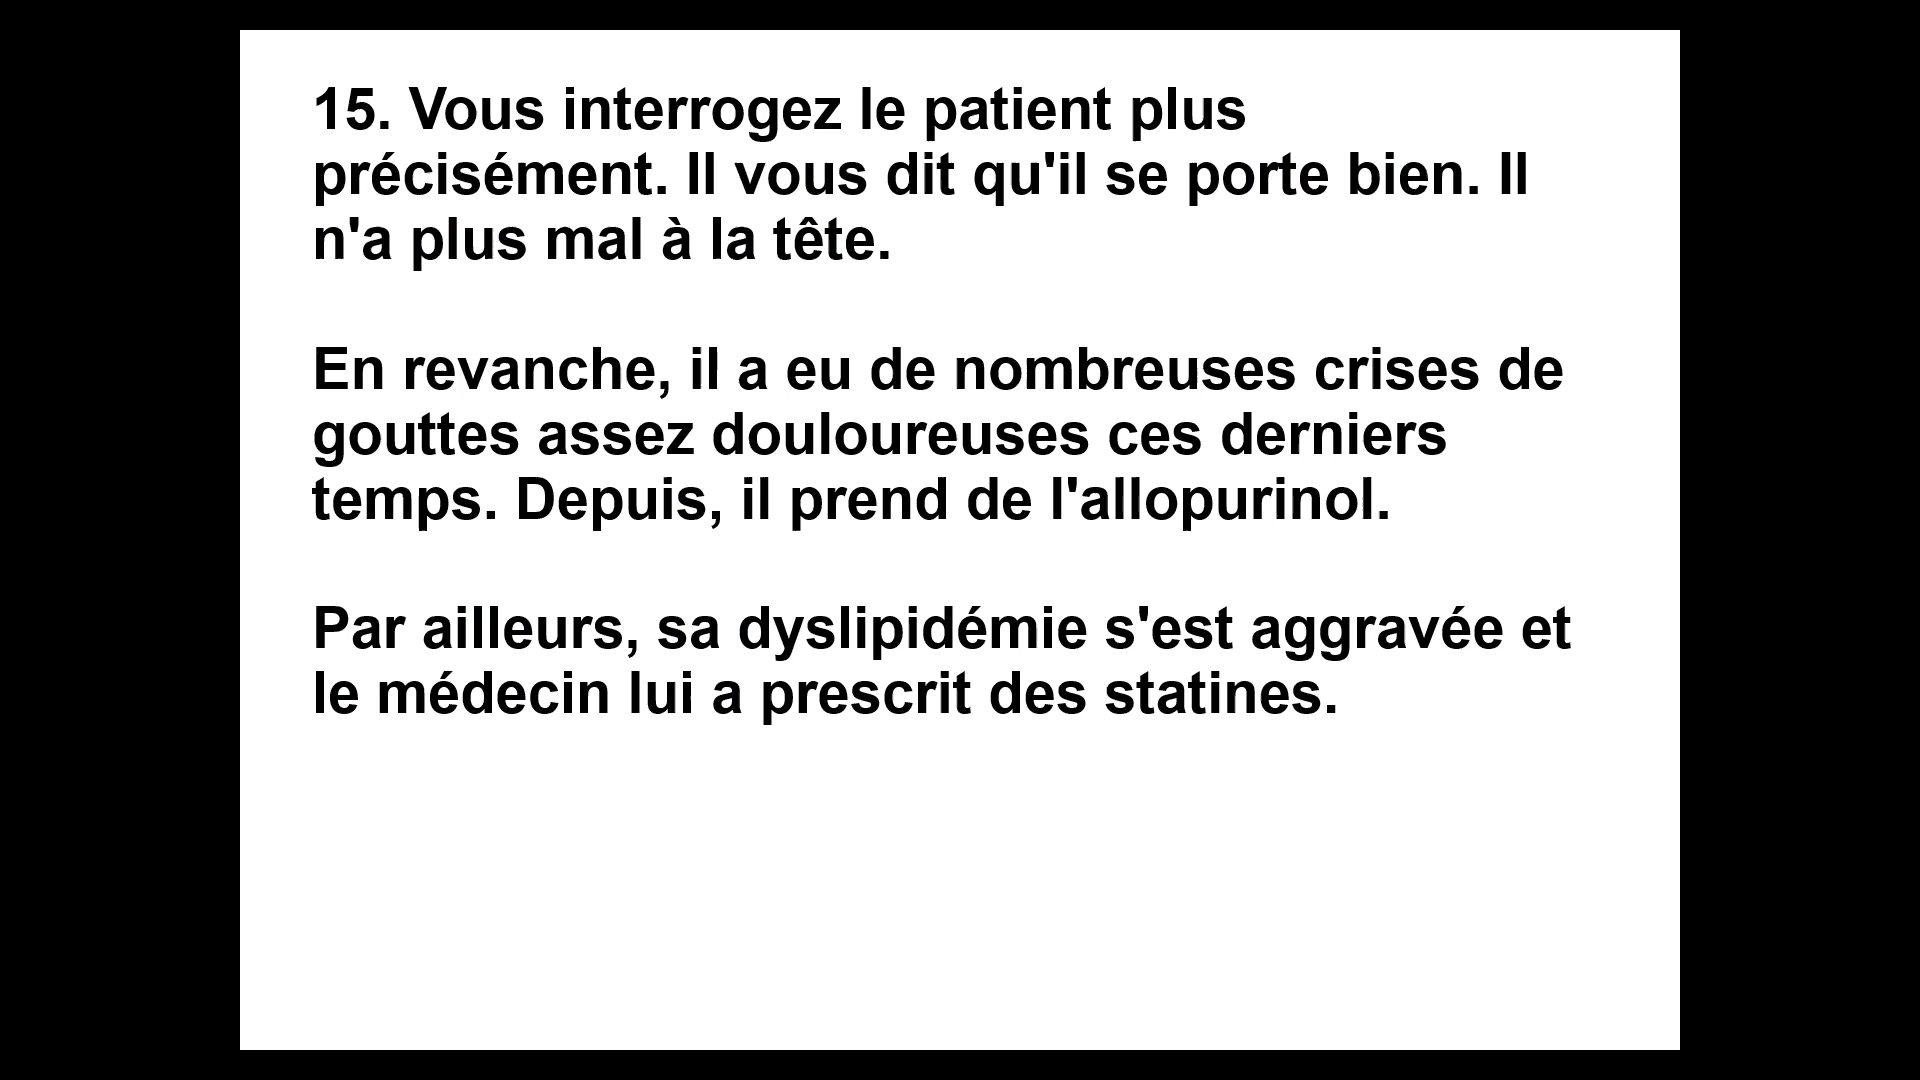 15. Vous interrogez le patient plus
précisément. Il vous dit qu'il se porte bien. Il
n'a plus mal à la tête.
En revanche, il a eu de nombreuses crises de
gouttes assez douloureuses ces derniers
temps. Depuis, il prend de l'allopurinol.
Par ailleurs, sa dyslipidémie s'est aggravée et
le médecin lui a prescrit des statines.